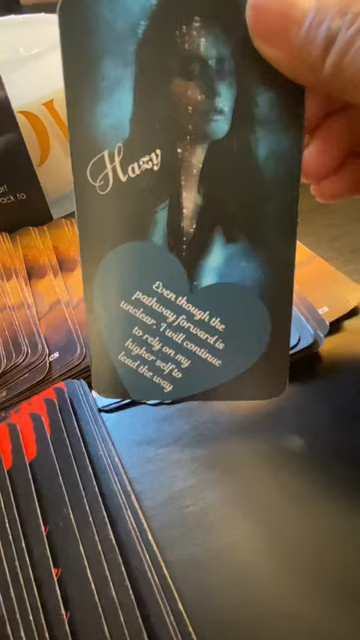 Hazy
Even though the
pathway forward is
unclear, I will continue
to rely on my
higher self to
lead the way